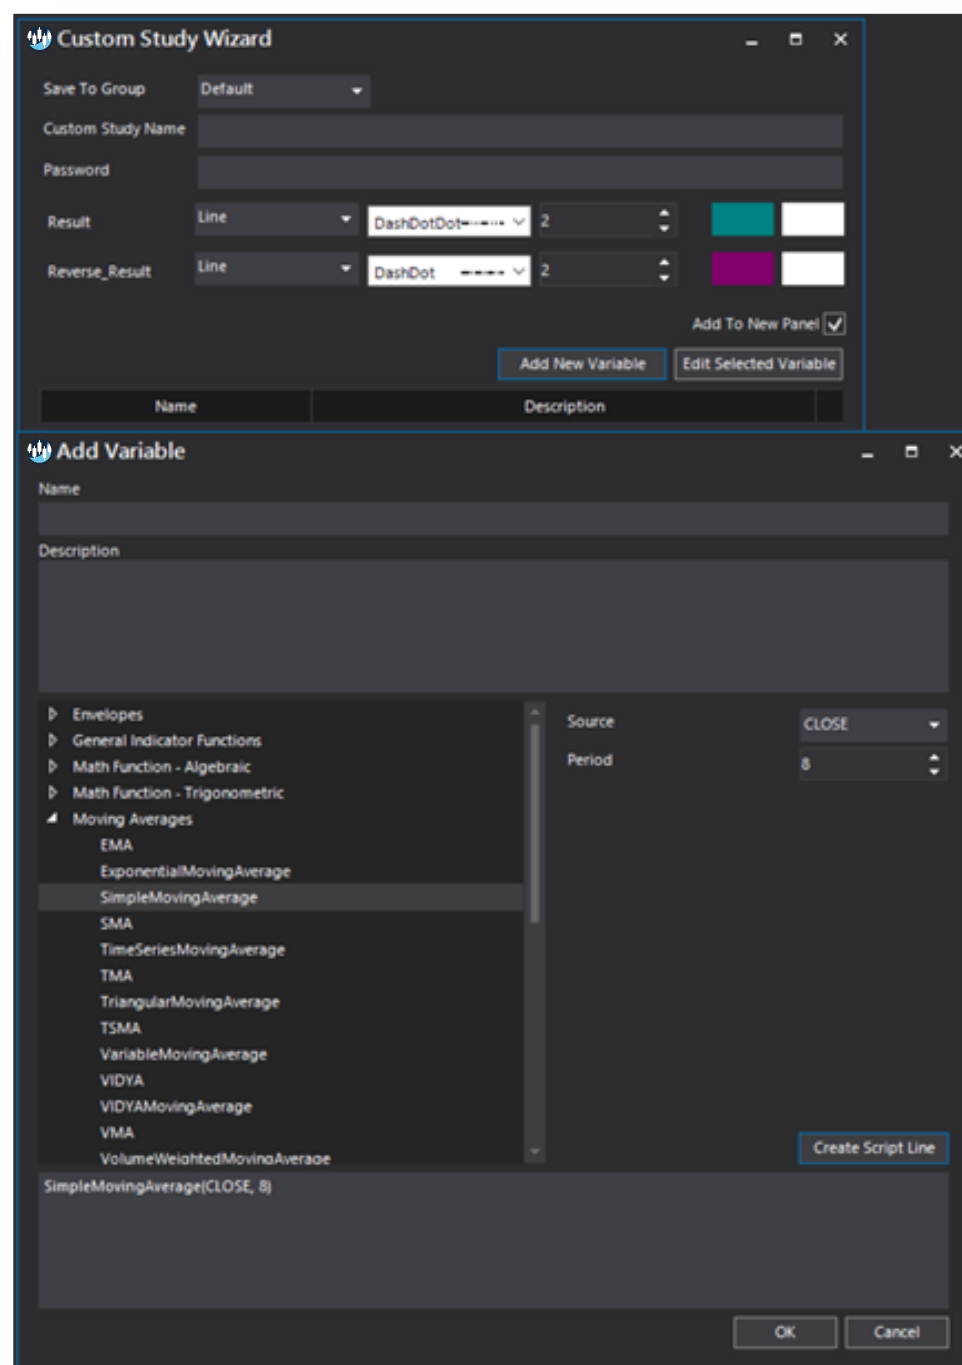 Custom Study Wizard
Save To Group Default
Custom Study Name
Password
Result Line DashDotDot 2
Reverse_Result Line DashDot 2
Add To New Panel
Add New Variable Edit Selected Variable
Name Description
Add Variable
Name
Description
Envelopes
General Indicator Functions
Math Function - Algebraic
Math Function - Trigonometric
Moving Averages
EMA
ExponentialMovingAverage
SimpleMovingAverage
SMA
TimeSeriesMovingAverage
TMA
TriangularMovingAverage
TSMA
VariableMovingAverage
VIDYA
VIDYAMovingAverage
VMA
VolumeWeightedMovingAverage
Source CLOSE
Period 8
Create Script Line
SimpleMovingAverage(CLOSE, 8)
OK Cancel